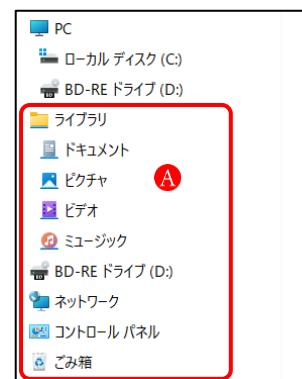 PC
ローカル ディスク (C:)
BD-RE ドライブ (D:)
ライブラリ
ドキュメント
ピクチャ
A
ビデオ
ミュージック
BD-RE ドライブ (D:)
ネットワーク
コントロール パネル
ごみ箱